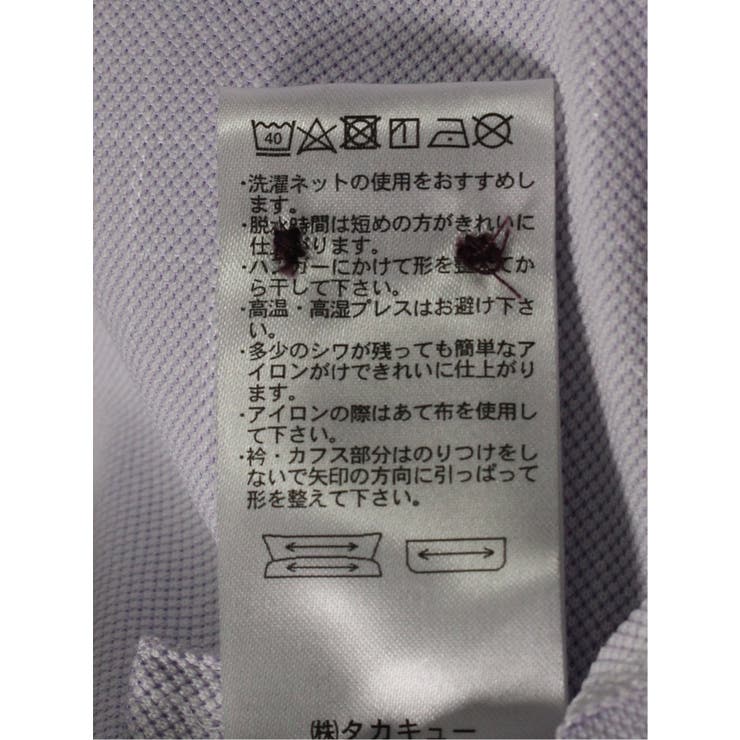 40
・洗濯ネットの使用をおすすめし
ます。
・脱水時間は短めの方がきれいに
仕上がります。
・ハンガーにかけて形を整えてか
ら干して下さい。
・高温・高湿プレスはお避け下さ
い。
・多少のシワが残っても簡単なア
イロンがけできれいに仕上がり
ます。
・アイロンの際はあて布を使用し
て下さい。
・衿・カフス部分はのりつけをし
ないで矢印の方向に引っぱって
形を整えて下さい。
㈱タカキュー